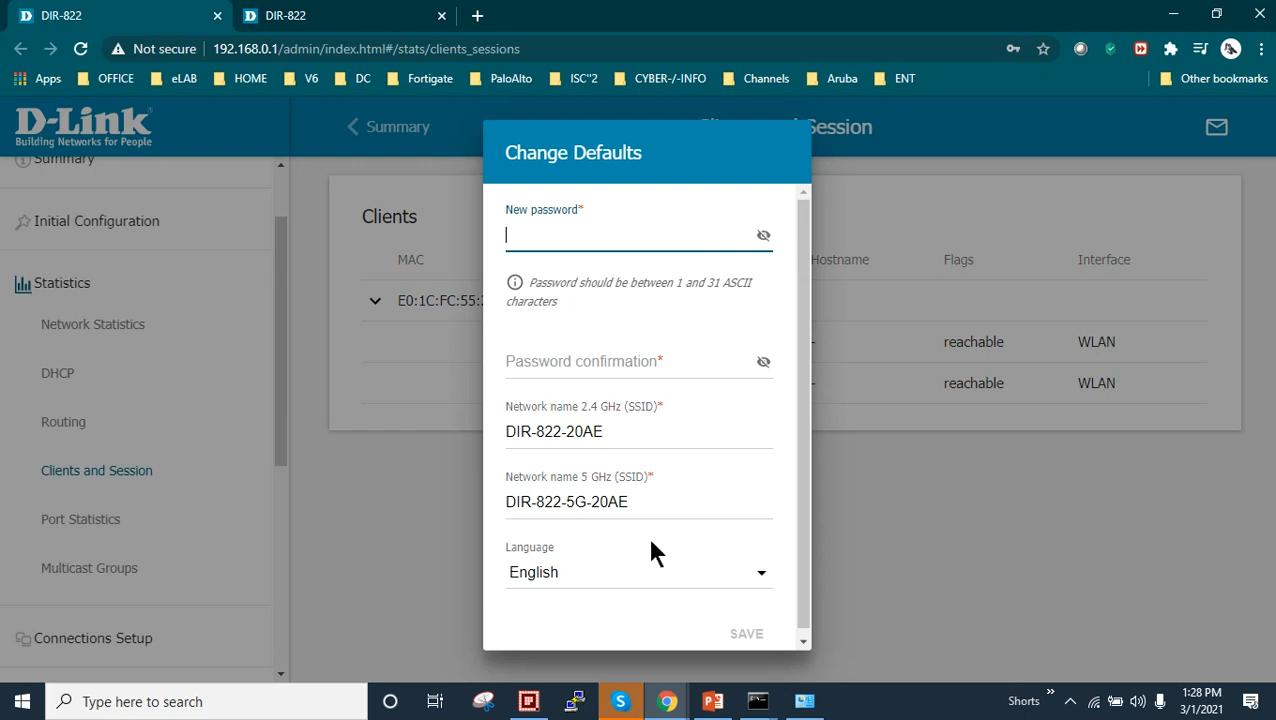 DIR-822
DIR-822
Not secure 192.168.0.1/admin/index.html#/stats/clients_sessions
Apps OFFICE eLAB HOME V6 DC Fortigate PaloAlto ISC"2 CYBER-/-INFO Channels Aruba ENT Other bookmarks
D-Link
Building Networks for People
Summary
Session
Summary
Initial Configuration
Statistics
Network Statistics
DHCP
Routing
Clients and Session
Port Statistics
Multicast Groups
Connections Setup
Clients
MAC Hostname Flags Interface
E0:1C:FC:55:
- reachable WLAN
- reachable WLAN
Change Defaults
New password*
Password should be between 1 and 31 ASCII
characters
Password confirmation*
Network name 2.4 GHz (SSID)*
DIR-822-20AE
Network name 5 GHz (SSID)*
DIR-822-5G-20AE
Language
English
SAVE
Type here to search
Shorts
1:28 PM
3/1/2021